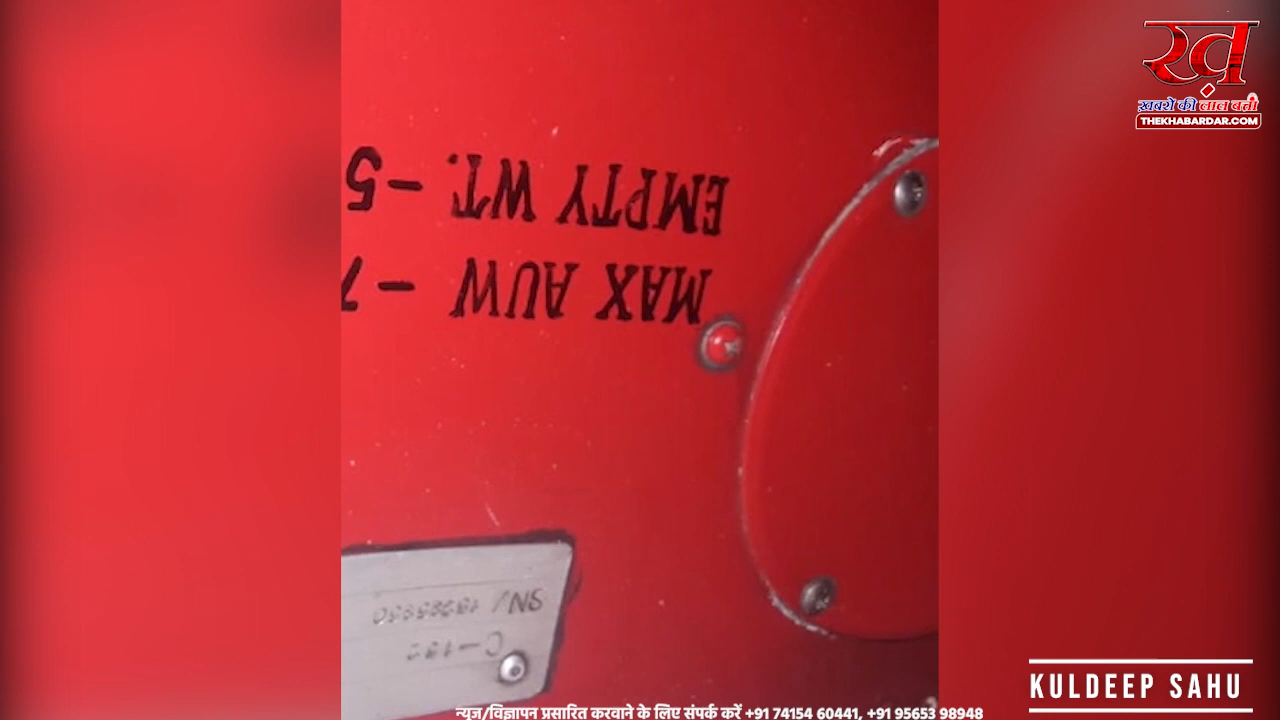 ख़
ख़बरों की लाल बत्ती
THEKHABARDAR.COM
EMPTY WT. -5
MAX AUW -7
SN/
C-
KULDEEP SAHU
न्यूज/विज्ञापन प्रसारित करवाने के लिए संपर्क करें +91 74154 60441, +91 95653 98948